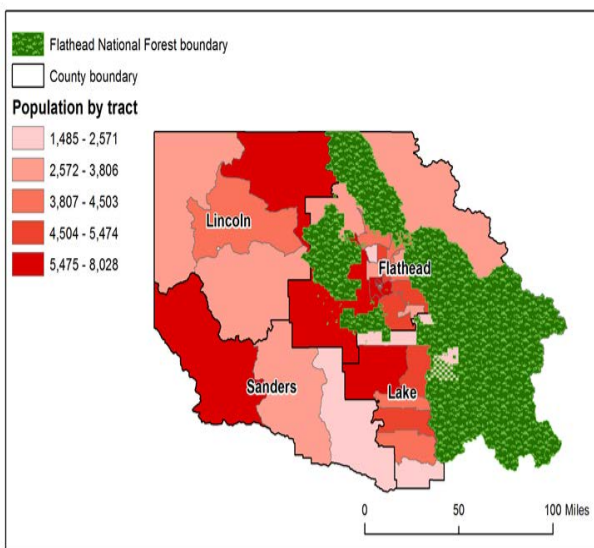 Flathead National Forest boundary
County boundary
Population by tract
1,485 - 2,571
2,572 - 3,806
3,807 - 4,503
4,504 - 5,474
5,475 - 8,028
Lincoln
Flathead
Sanders
Lake
0 50 100 Miles